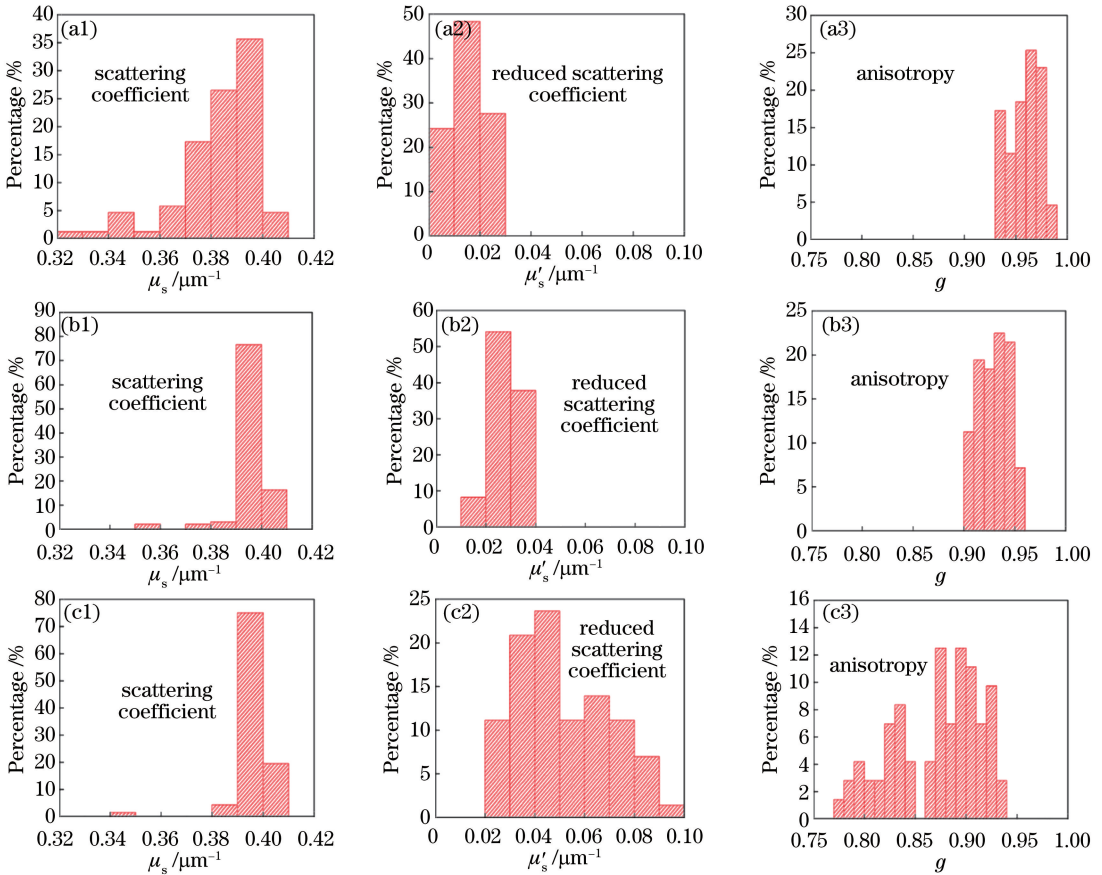 (a1)
scattering
coefficient
Percentage /%
40
35
30
25
20
15
10
5
0
0.32 0.34 0.36 0.38 0.40 0.42
μs /μm⁻¹
(a2)
reduced scattering
coefficient
Percentage /%
50
40
30
20
10
0
0 0.02 0.04 0.06 0.08 0.10
μ′s /μm⁻¹
(a3)
anisotropy
Percentage /%
30
25
20
15
10
5
0
0.75 0.80 0.85 0.90 0.95 1.00
g
(b1)
scattering
coefficient
Percentage /%
90
80
70
60
50
40
30
20
10
0
0.32 0.34 0.36 0.38 0.40 0.42
μs /μm⁻¹
(b2)
reduced
scattering
coefficient
Percentage /%
60
50
40
30
20
10
0
0 0.02 0.04 0.06 0.08 0.10
μ′s /μm⁻¹
(b3)
anisotropy
Percentage /%
25
20
15
10
5
0
0.75 0.80 0.85 0.90 0.95 1.00
g
(c1)
scattering
coefficient
Percentage /%
80
70
60
50
40
30
20
10
0
0.32 0.34 0.36 0.38 0.40 0.42
μs /μm⁻¹
(c2)
reduced
scattering
coefficient
Percentage /%
25
20
15
10
5
0
0 0.02 0.04 0.06 0.08 0.10
μ′s /μm⁻¹
(c3)
anisotropy
Percentage /%
16
14
12
10
8
6
4
2
0
0.75 0.80 0.85 0.90 0.95 1.00
g